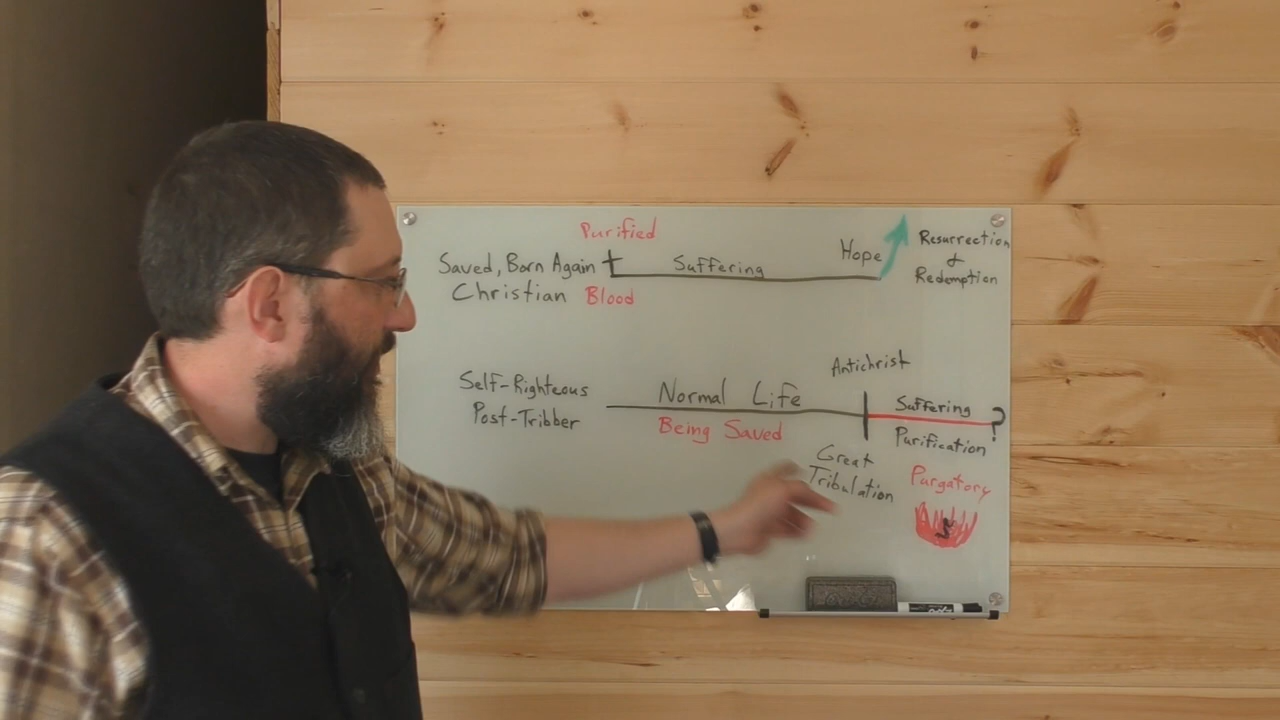 Purified
Saved, Born Again
Suffering
Hope
Resurrection
&
Redemption
Christian
Blood
Self-Righteous
Post-Tribber
Normal Life
Being Saved
Antichrist
Great
Tribulation
Suffering
?
Purification
Purgatory